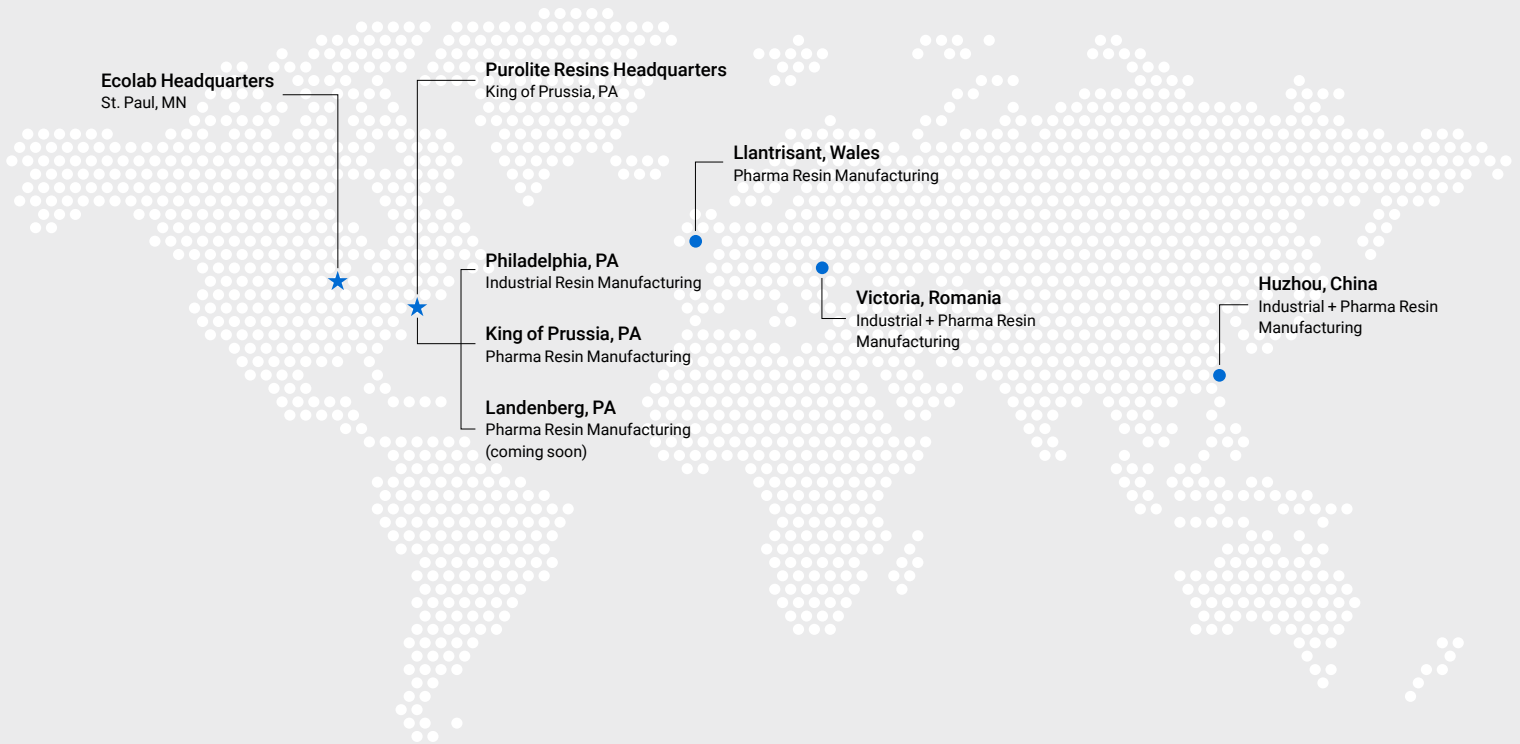 Ecolab Headquarters
St. Paul, MN
Purolite Resins Headquarters
King of Prussia, PA
Llantrisant, Wales
Pharma Resin Manufacturing
Philadelphia, PA
Industrial Resin Manufacturing
King of Prussia, PA
Pharma Resin Manufacturing
Landenberg, PA
Pharma Resin Manufacturing
(coming soon)
Victoria, Romania
Industrial + Pharma Resin
Manufacturing
Huzhou, China
Industrial + Pharma Resin
Manufacturing